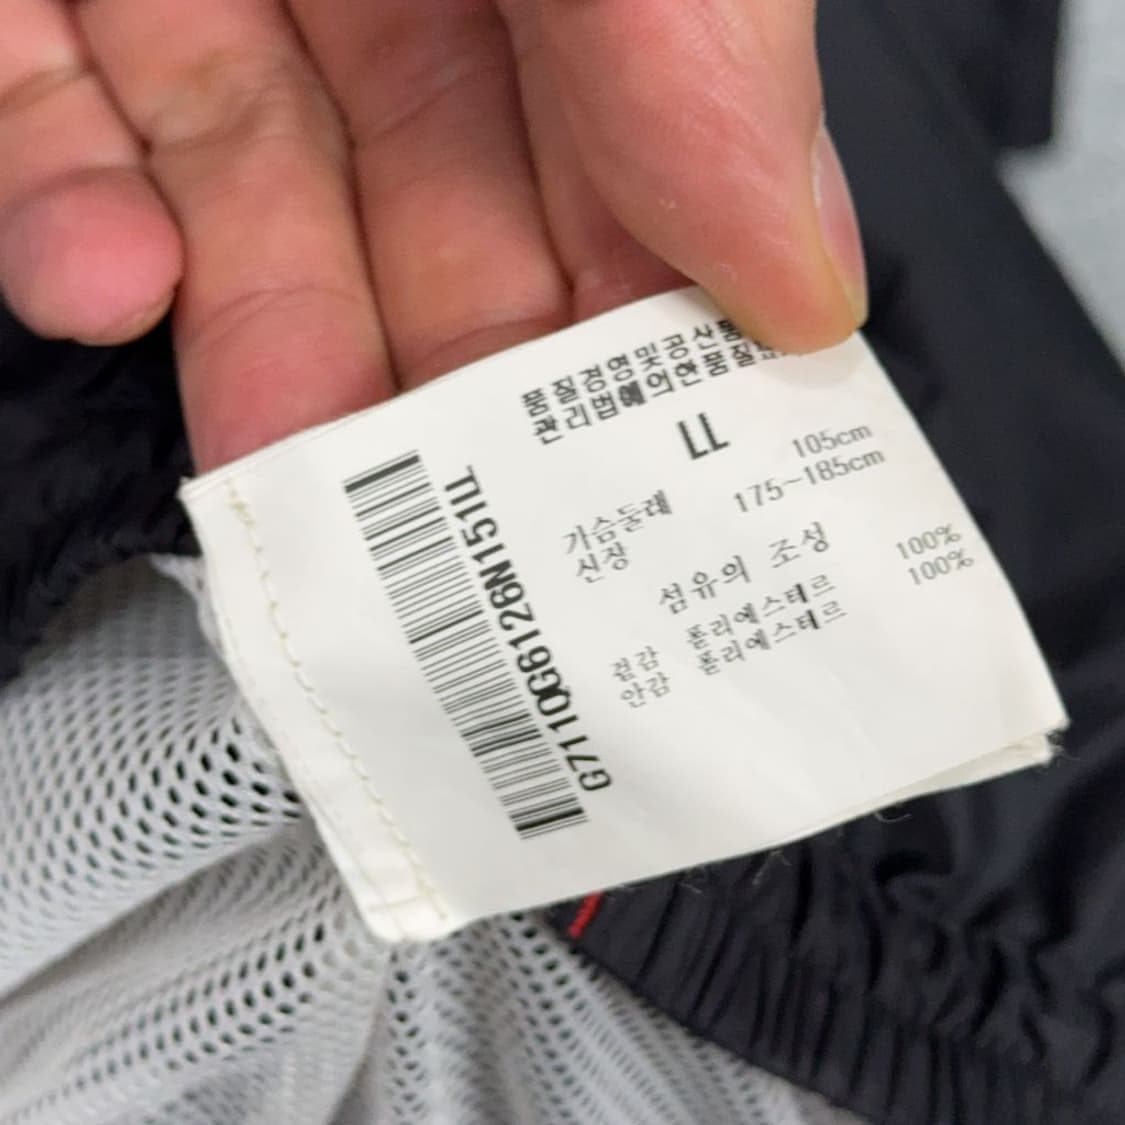 품질경영및공산품
관리법에의한품질표시
LL
가슴둘레 105cm
신장 175~185cm
섬유의 조성
겉감 폴리에스테르 100%
안감 폴리에스테르 100%
G7110G6126N151LL